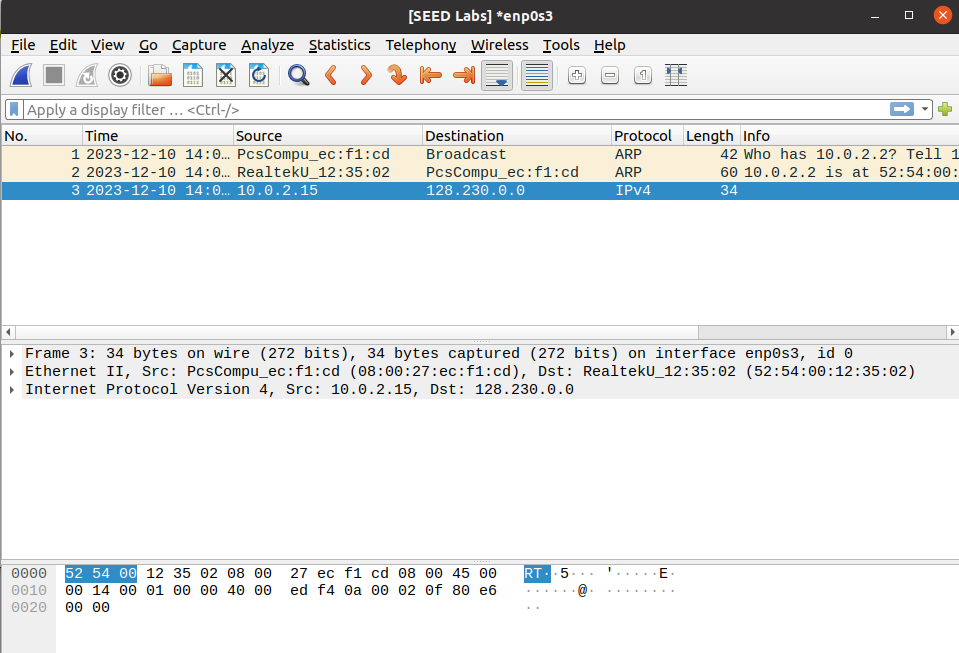 [SEED Labs] *enp0s3
File Edit View Go Capture Analyze Statistics Telephony Wireless Tools Help
Apply a display filter … <Ctrl-/>
No. Time Source Destination Protocol Length Info
1 2023-12-10 14:0… PcsCompu_ec:f1:cd Broadcast ARP 42 Who has 10.0.2.2? Tell 1
2 2023-12-10 14:0… RealtekU_12:35:02 PcsCompu_ec:f1:cd ARP 60 10.0.2.2 is at 52:54:00:
3 2023-12-10 14:0… 10.0.2.15 128.230.0.0 IPv4 34
Frame 3: 34 bytes on wire (272 bits), 34 bytes captured (272 bits) on interface enp0s3, id 0
Ethernet II, Src: PcsCompu_ec:f1:cd (08:00:27:ec:f1:cd), Dst: RealtekU_12:35:02 (52:54:00:12:35:02)
Internet Protocol Version 4, Src: 10.0.2.15, Dst: 128.230.0.0
0000 52 54 00 12 35 02 08 00 27 ec f1 cd 08 00 45 00 RT··5··· '·····E·
0010 00 14 00 01 00 00 40 00 ed f4 0a 00 02 0f 80 e6 ······@· ········
0020 00 00 ··